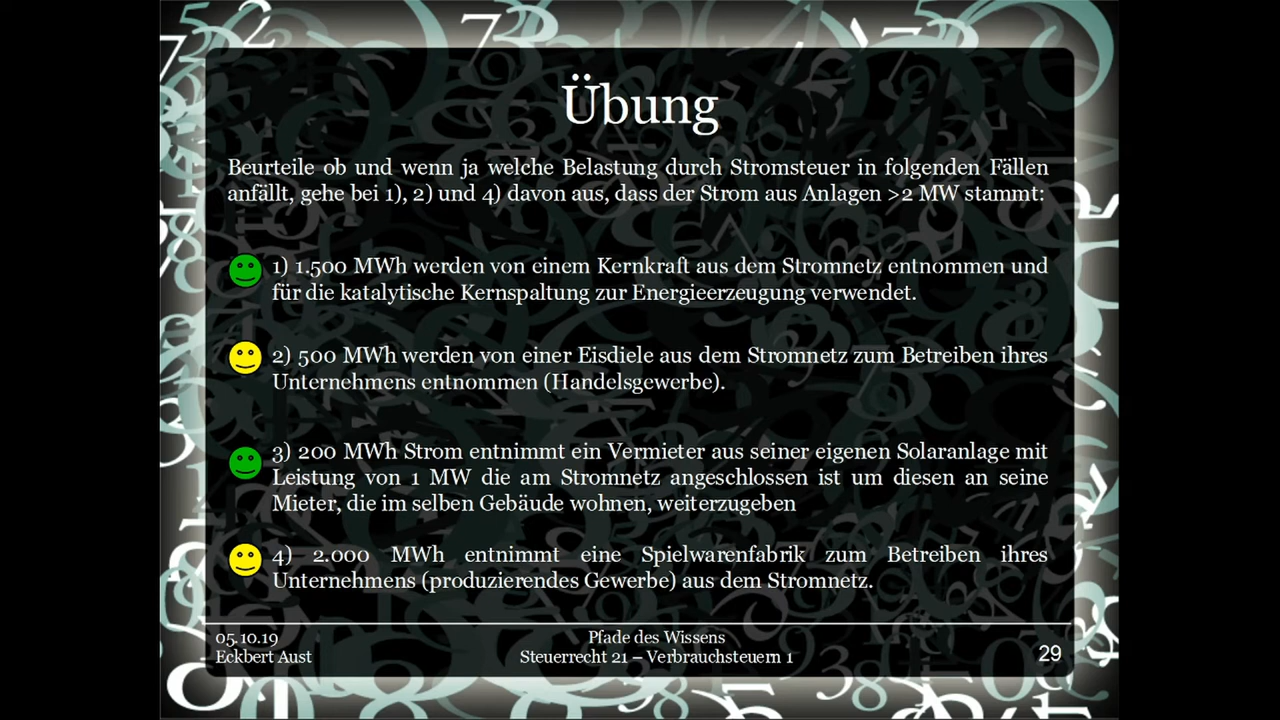 Übung
Beurteile ob und wenn ja welche Belastung durch Stromsteuer in folgenden Fällen
anfällt, gehe bei 1), 2) und 4) davon aus, dass der Strom aus Anlagen >2 MW stammt:
1) 1.500 MWh werden von einem Kernkraft aus dem Stromnetz entnommen und
für die katalytische Kernspaltung zur Energieerzeugung verwendet.
2) 500 MWh werden von einer Eisdiele aus dem Stromnetz zum Betreiben ihres
Unternehmens entnommen (Handelsgewerbe).
3) 200 MWh Strom entnimmt ein Vermieter aus seiner eigenen Solaranlage mit
Leistung von 1 MW die am Stromnetz angeschlossen ist um diesen an seine
Mieter, die im selben Gebäude wohnen, weiterzugeben
4) 2.000 MWh entnimmt eine Spielwarenfabrik zum Betreiben ihres
Unternehmens (produzierendes Gewerbe) aus dem Stromnetz.
05.10.19
Eckbert Aust
Pfade des Wissens
Steuerrecht 21 – Verbrauchsteuern 1
29